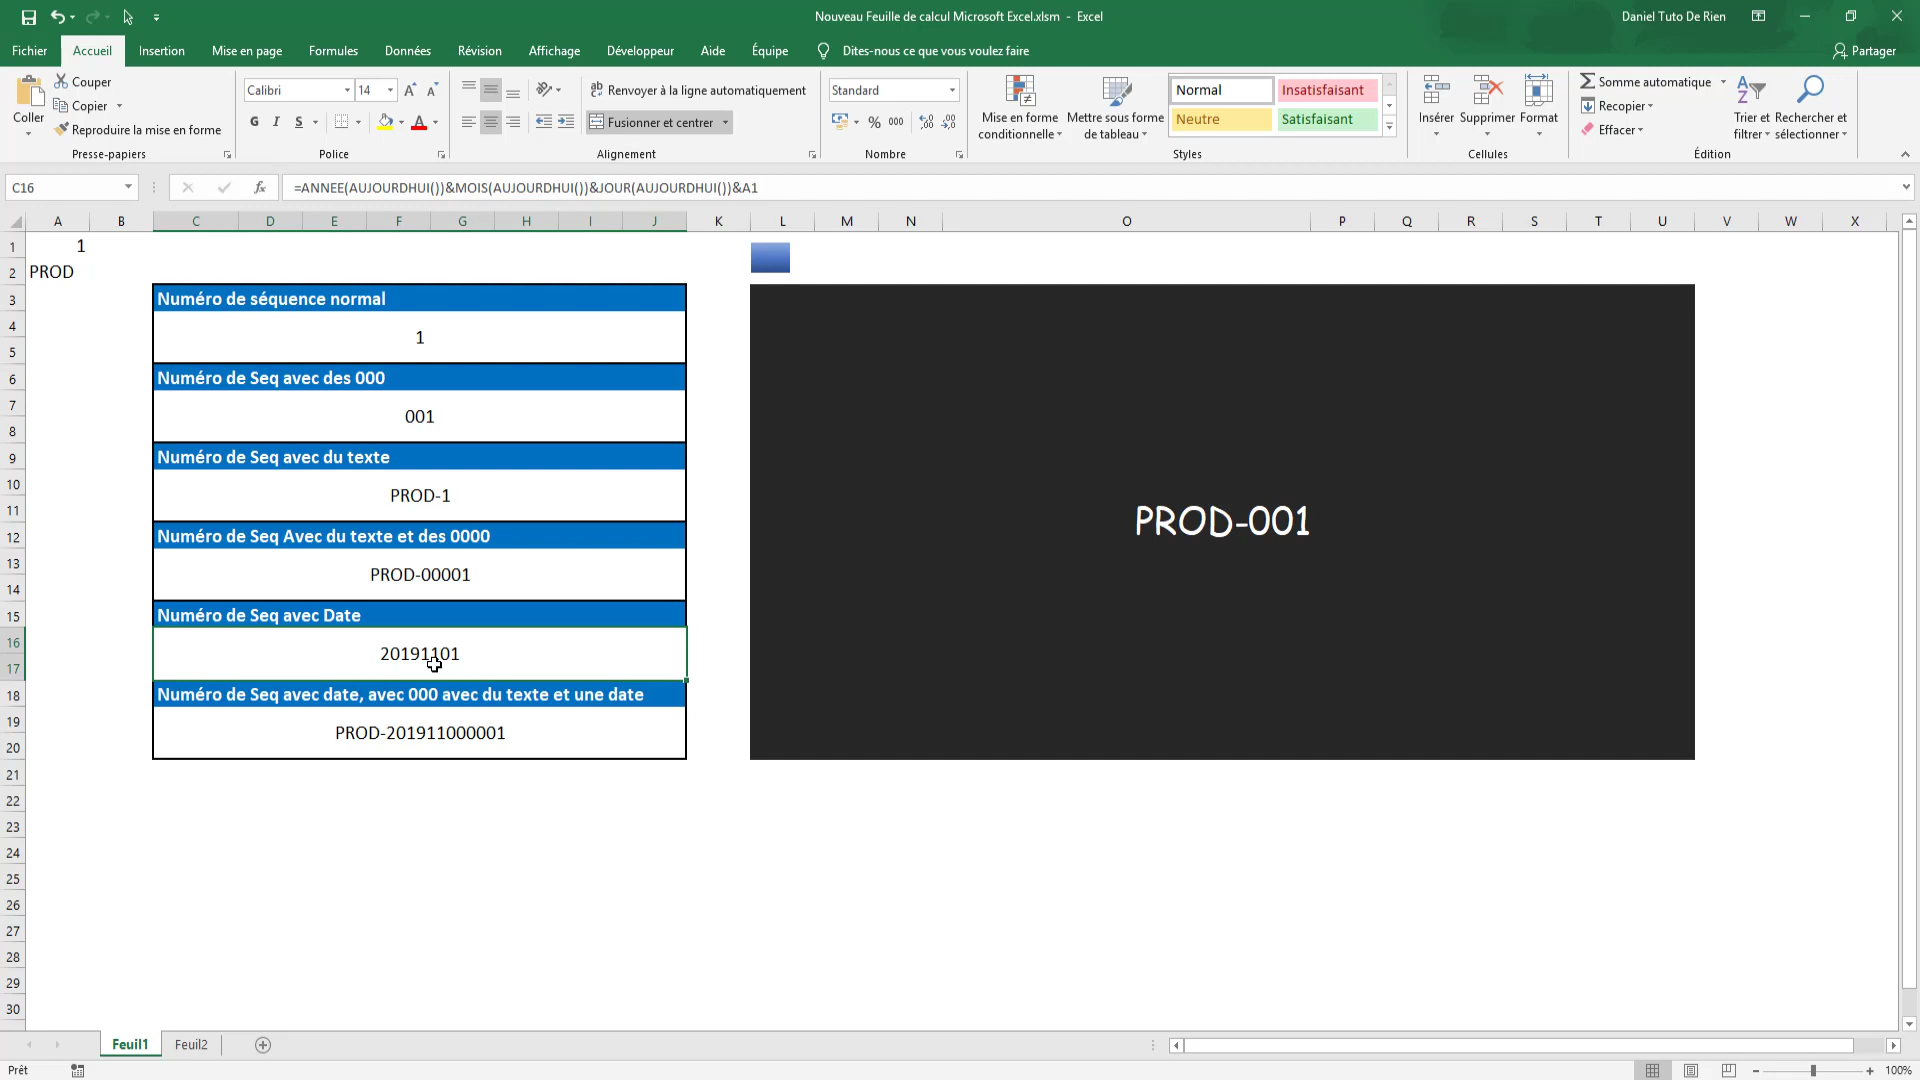 Nouveau Feuille de calcul Microsoft Excel.xlsm - Excel
Daniel Tuto De Rien
Fichier Accueil Insertion Mise en page Formules Données Révision Affichage Développeur Aide Équipe Dites-nous ce que vous voulez faire Partager
Coller
Couper
Copier
Reproduire la mise en forme
Presse-papiers
Calibri 14
G I S
Police
Renvoyer à la ligne automatiquement
Fusionner et centrer
Alignement
Standard
% 000
Nombre
Mise en forme conditionnelle
Mettre sous forme de tableau
Normal Insatisfaisant
Neutre Satisfaisant
Styles
Insérer Supprimer Format
Cellules
Somme automatique
Recopier
Effacer
Trier et filtrer
Rechercher et sélectionner
Édition
C16 fx =ANNEE(AUJOURDHUI())&MOIS(AUJOURDHUI())&JOUR(AUJOURDHUI())&A1
A B C D E F G H I J K L M N O P Q R S T U V W X
1 1
2 PROD
3 Numéro de séquence normal
4
1
5
6 Numéro de Seq avec des 000
7
001
8
9 Numéro de Seq avec du texte
10
PROD-1
11
12 Numéro de Seq Avec du texte et des 0000
13
PROD-00001
14
15 Numéro de Seq avec Date
16
20191101
17
18 Numéro de Seq avec date, avec 000 avec du texte et une date
19
PROD-201911000001
20
PROD-001
21
22
23
24
25
26
27
28
29
30
Feuil1 Feuil2
Prêt
100%